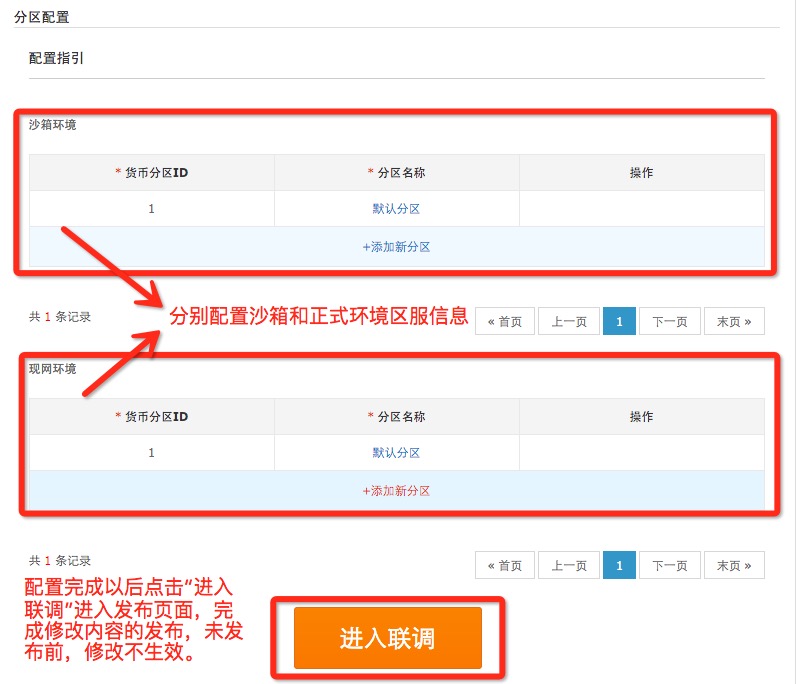 分区配置
配置指引
沙箱环境
* 货币分区ID * 分区名称 操作
1 默认分区
+添加新分区
共 1 条记录 分别配置沙箱和正式环境区服信息 « 首页 上一页 1 下一页 末页 »
现网环境
* 货币分区ID * 分区名称 操作
1 默认分区
+添加新分区
共 1 条记录 « 首页 上一页 1 下一页 末页 »
配置完成以后点击“进入
联调”进入发布页面，完
成修改内容的发布，未发
布前，修改不生效。
进入联调